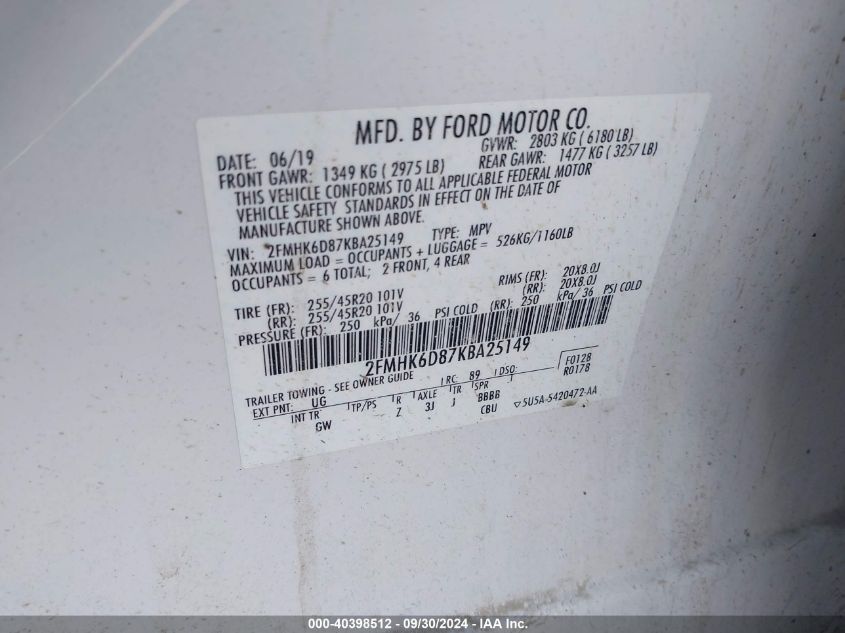 MFD. BY FORD MOTOR CO.
DATE: 06/19 GVWR: 2803 KG ( 6180 LB)
FRONT GAWR: 1349 KG ( 2975 LB) REAR GAWR: 1477 KG ( 3257 LB)
THIS VEHICLE CONFORMS TO ALL APPLICABLE FEDERAL MOTOR
VEHICLE SAFETY STANDARDS IN EFFECT ON THE DATE OF
MANUFACTURE SHOWN ABOVE.
VIN: 2FMHK6D87KBA25149 TYPE: MPV
MAXIMUM LOAD = OCCUPANTS + LUGGAGE = 526KG/1160LB
OCCUPANTS = 6 TOTAL; 2 FRONT, 4 REAR
TIRE (FR): 255/45R20 101V RIMS (FR): 20X8.0J
(RR): 255/45R20 101V (RR): 20X8.0J
PRESSURE (FR): 250 kPa/ 36 PSI COLD (RR): 250 kPa/ 36 PSI COLD
2FMHK6D87KBA25149
F0128
R0178
TRAILER TOWING - SEE OWNER GUIDE
EXT PNT: UG RC: 89 DSO:
INT TR TP/PS R AXLE TR SPR
GW Z 3J J BBBB
CBU 5U5A-5420472-AA
000-40398512 - 09/30/2024 - IAA Inc.